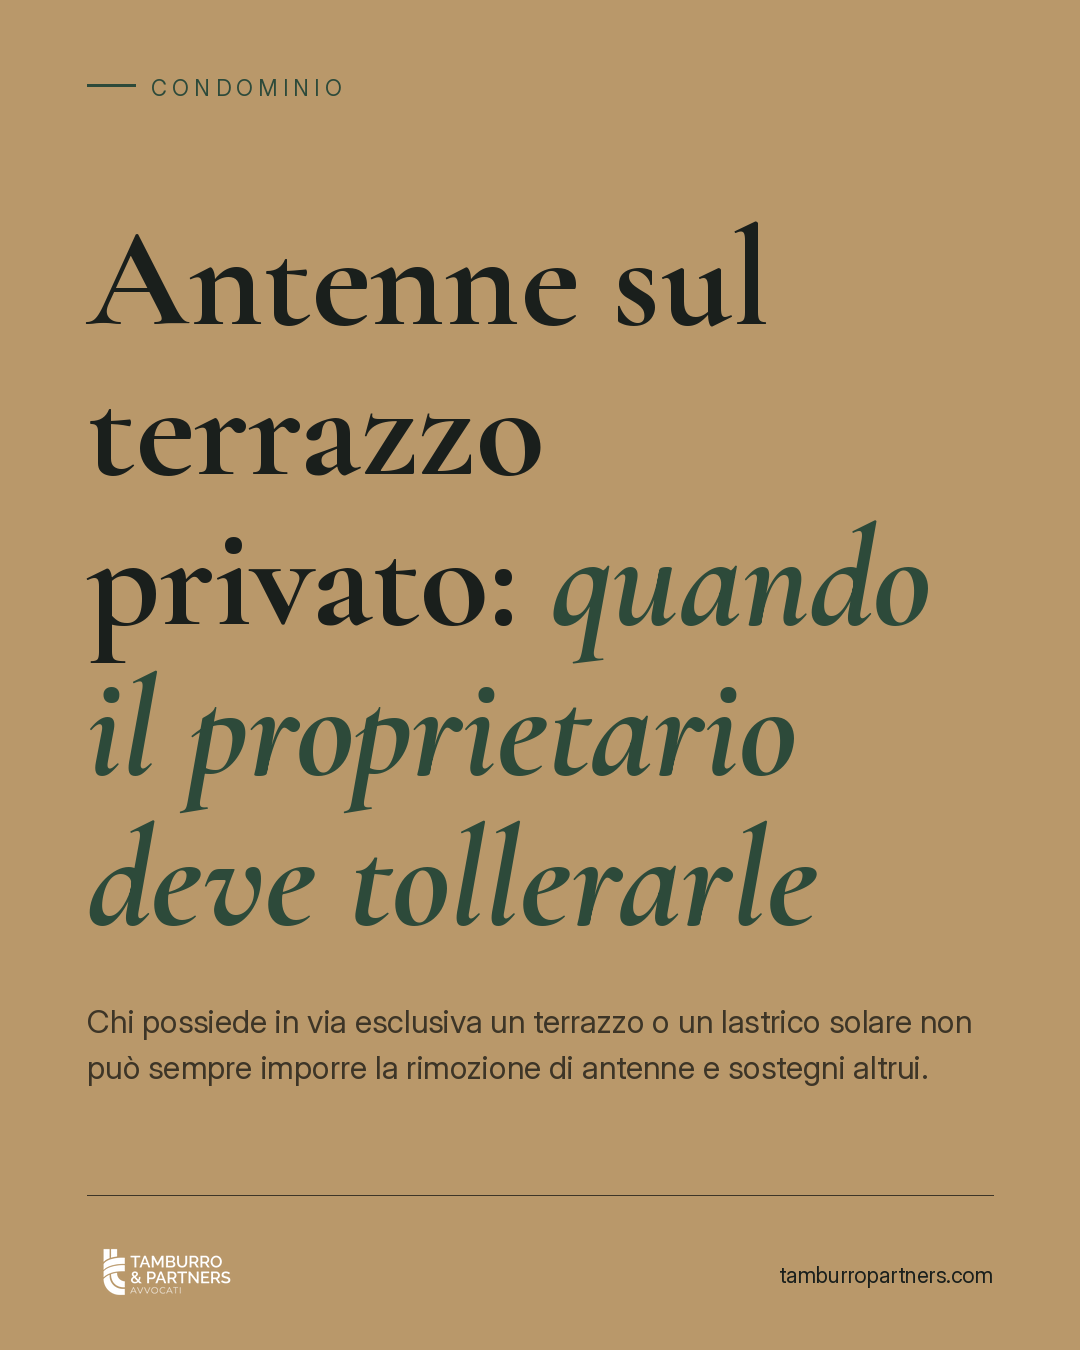 CONDOMINIO
Antenne sul
terrazzo
privato: quando
il proprietario
deve tollerarle
Chi possiede in via esclusiva un terrazzo o un lastrico solare non
può sempre imporre la rimozione di antenne e sostegni altrui.
TAMBURRO
& PARTNERS
AVVOCATI
tamburropartners.com